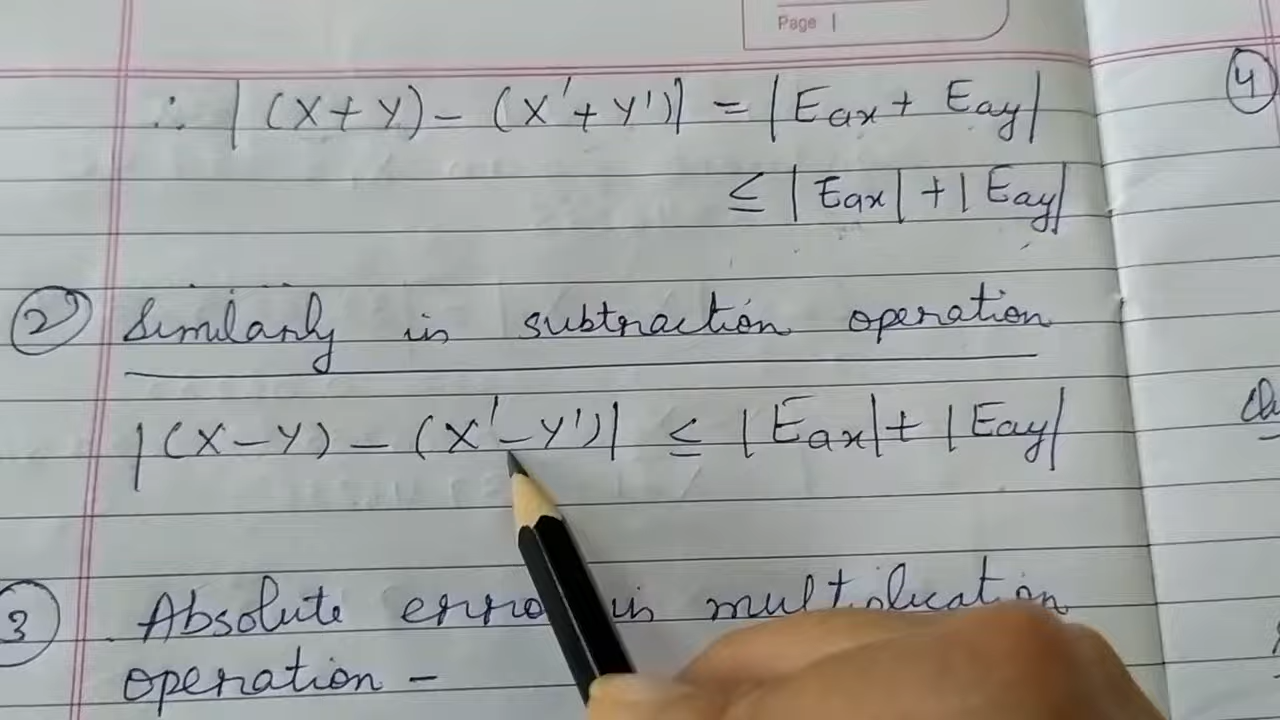 Page |
∴ |(X+Y) - (X'+Y')| = |Eax + Eay|
≤ |Eax| + |Eay|
② Similarly in subtraction operation
|(X-Y) - (X'-Y')| ≤ |Eax| + |Eay|
③ Absolute error in multiplication
operation -
④